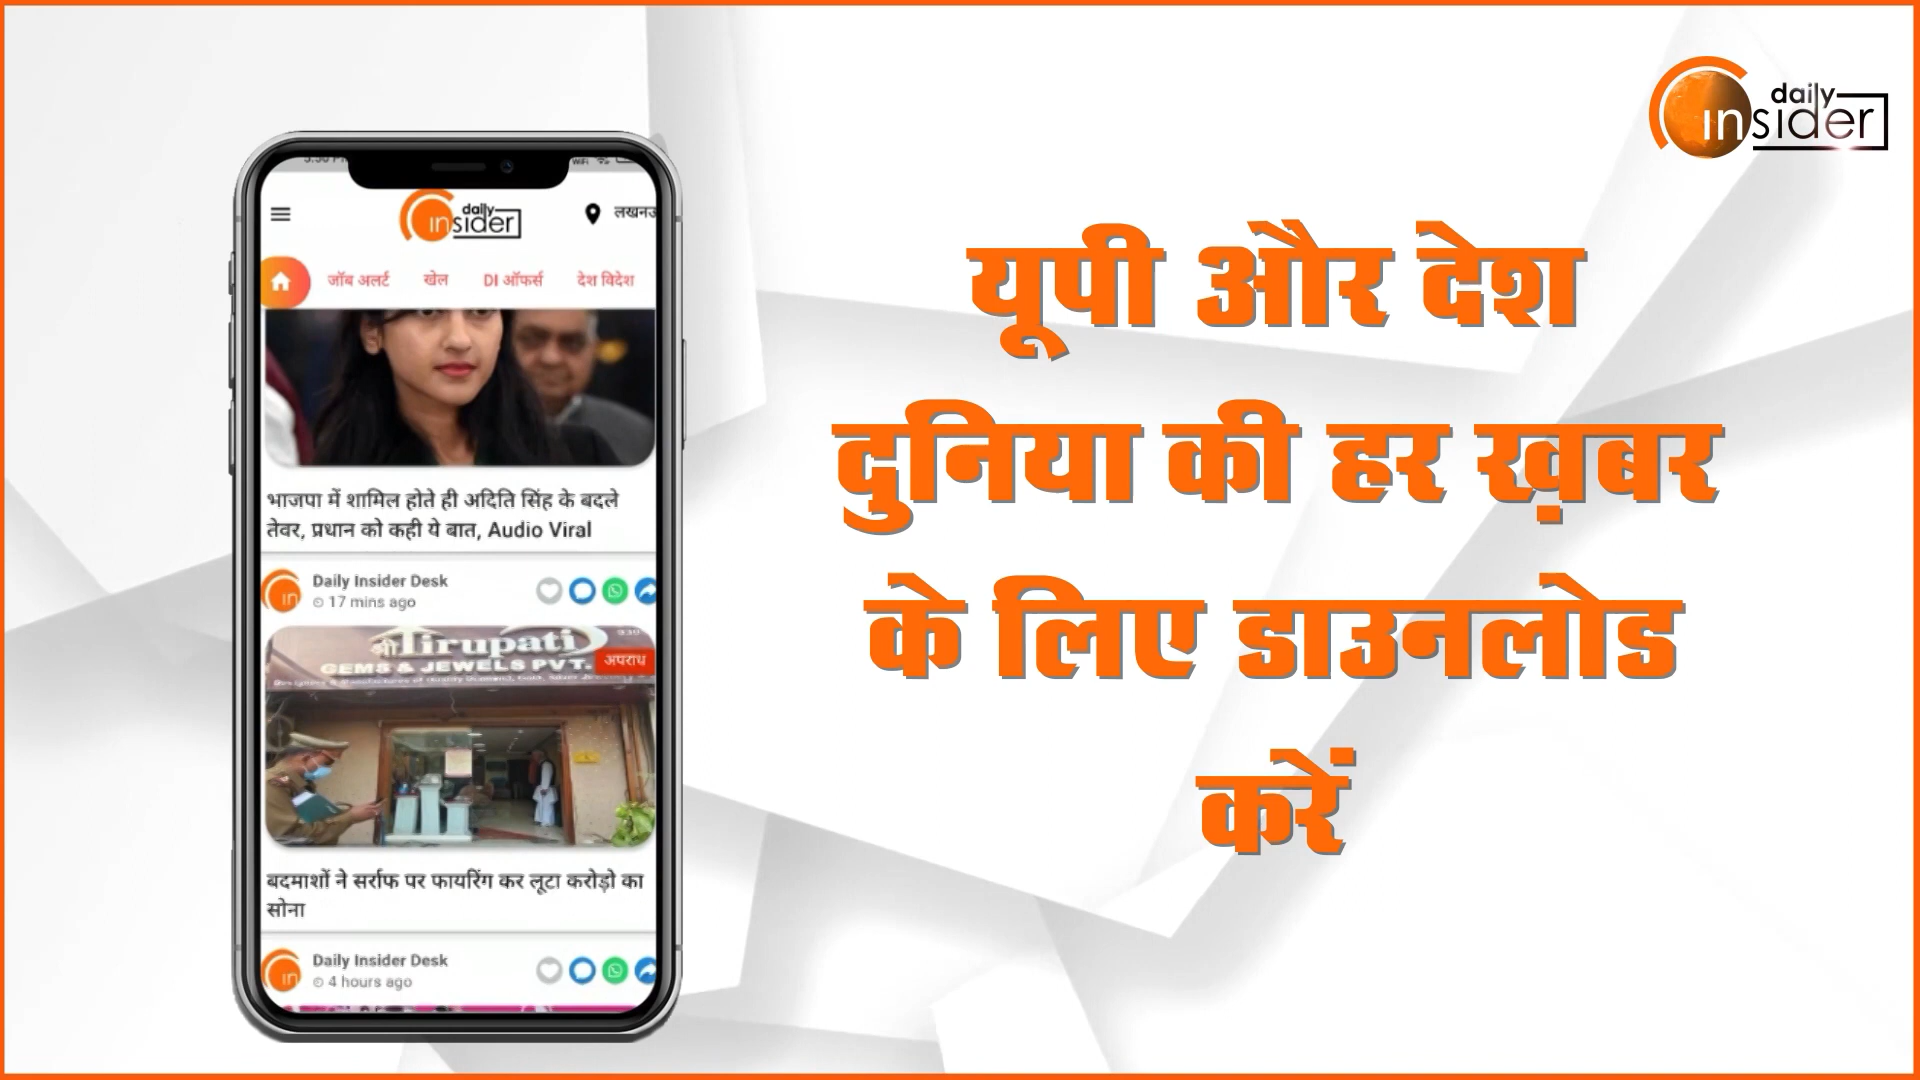 daily
insider
यूपी और देश
दुनिया की हर ख़बर
के लिए डाउनलोड
करें
daily
insider
जॉब अलर्ट खेल DI ऑफर्स देश विदेश
भाजपा में शामिल होते ही अदिति सिंह के बदले
तेवर, प्रधान को कही ये बात, Audio Viral
Daily Insider Desk
17 mins ago
श्री Tirupati
GEMS & JEWELS PVT.
अपराध
बदमाशों ने सर्राफ पर फायरिंग कर लूटा करोड़ो का
सोना
Daily Insider Desk
4 hours ago